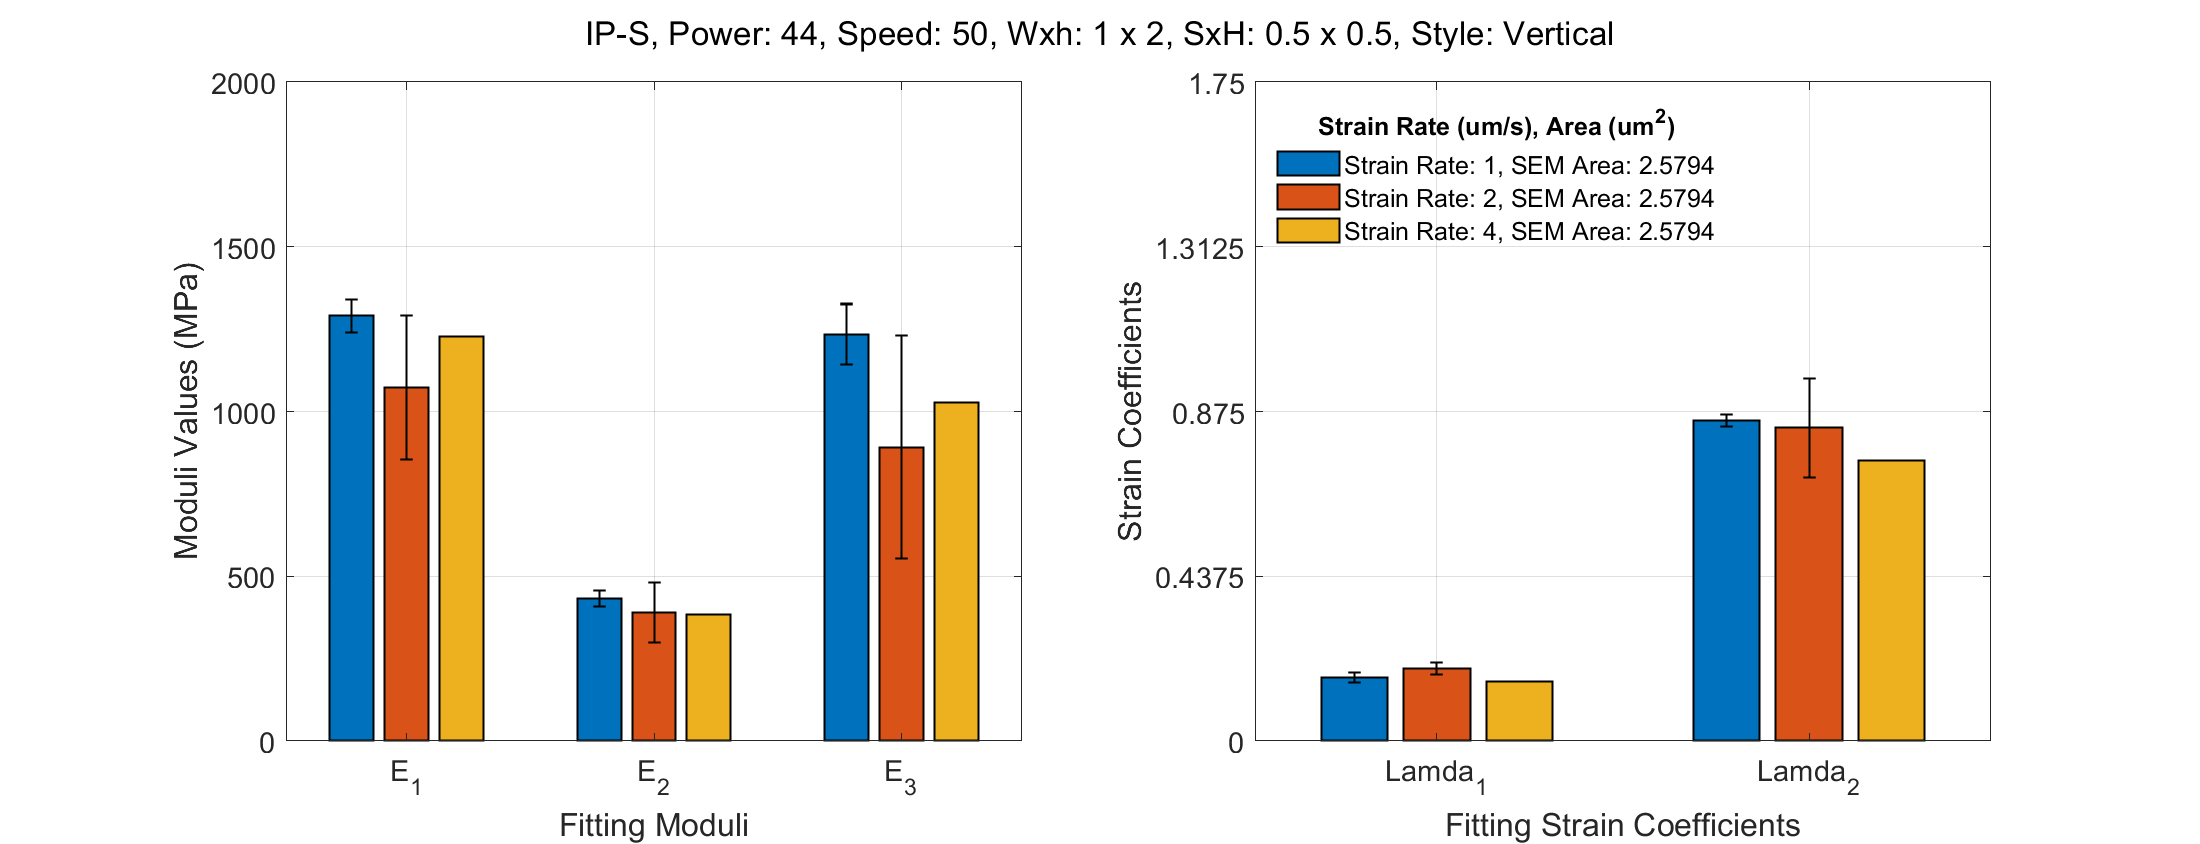 IP-S, Power: 44, Speed: 50, Wxh: 1 x 2, SxH: 0.5 x 0.5, Style: Vertical
Moduli Values (MPa)
2000
1500
1000
500
0
E1
E2
E3
Fitting Moduli
Strain Coefficients
1.75
1.3125
0.875
0.4375
0
Strain Rate (um/s), Area (um2)
Strain Rate: 1, SEM Area: 2.5794
Strain Rate: 2, SEM Area: 2.5794
Strain Rate: 4, SEM Area: 2.5794
Lamda1
Lamda2
Fitting Strain Coefficients